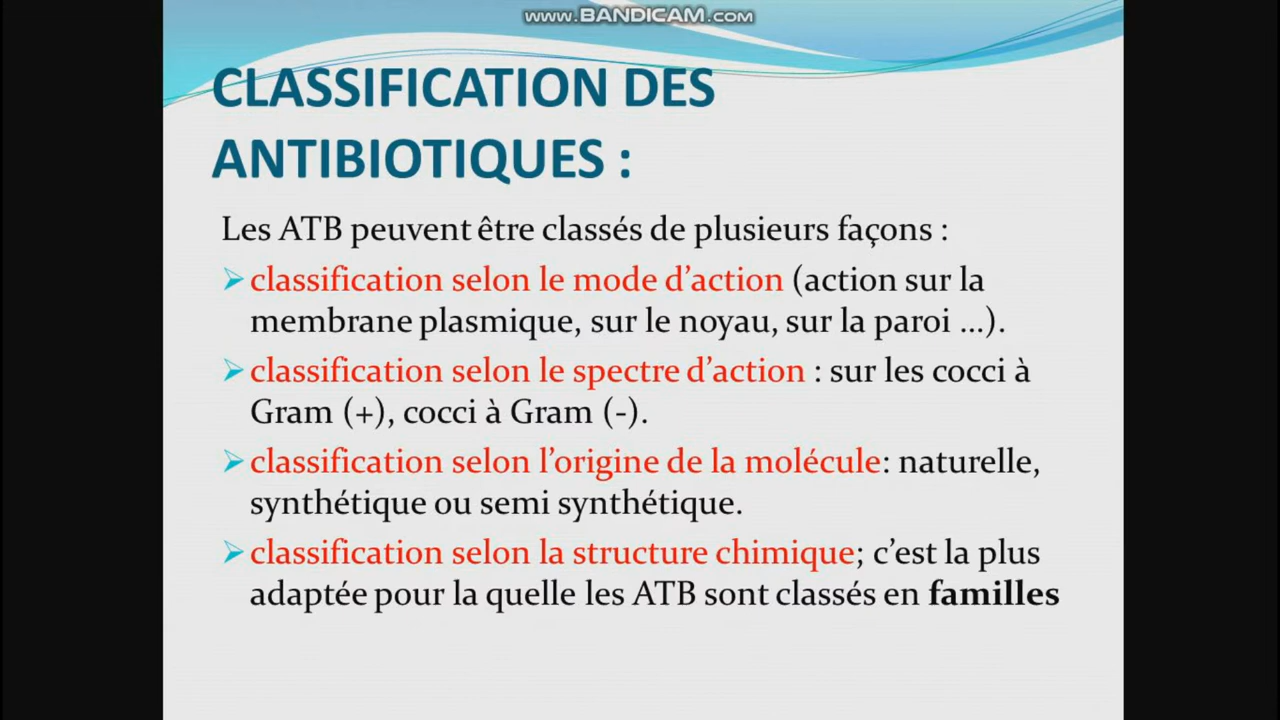 www.BANDICAM.com
CLASSIFICATION DES
ANTIBIOTIQUES :
Les ATB peuvent être classés de plusieurs façons :
classification selon le mode d’action (action sur la
membrane plasmique, sur le noyau, sur la paroi …).
classification selon le spectre d’action : sur les cocci à
Gram (+), cocci à Gram (-).
classification selon l’origine de la molécule: naturelle,
synthétique ou semi synthétique.
classification selon la structure chimique; c’est la plus
adaptée pour la quelle les ATB sont classés en familles